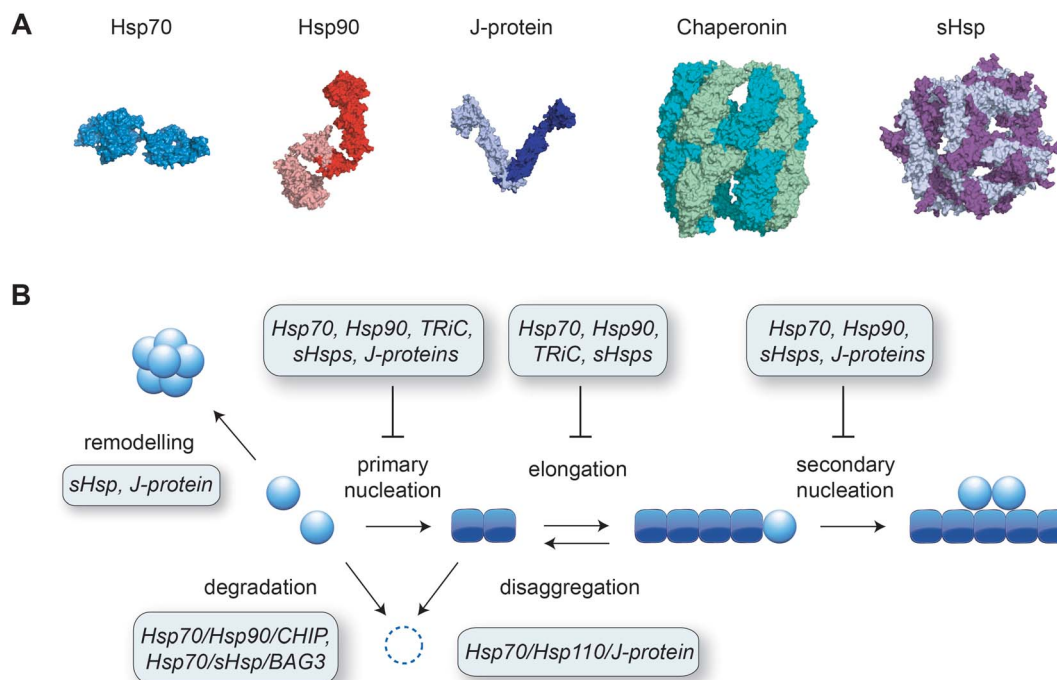 A
Hsp70
Hsp90
J-protein
Chaperonin
sHsp
B
Hsp70, Hsp90, TRiC,
sHsps, J-proteins
Hsp70, Hsp90,
TRiC, sHsps
Hsp70, Hsp90,
sHsps, J-proteins
remodelling
sHsp, J-protein
primary
nucleation
elongation
secondary
nucleation
degradation
Hsp70/Hsp90/CHIP,
Hsp70/sHsp/BAG3
disaggregation
Hsp70/Hsp110/J-protein